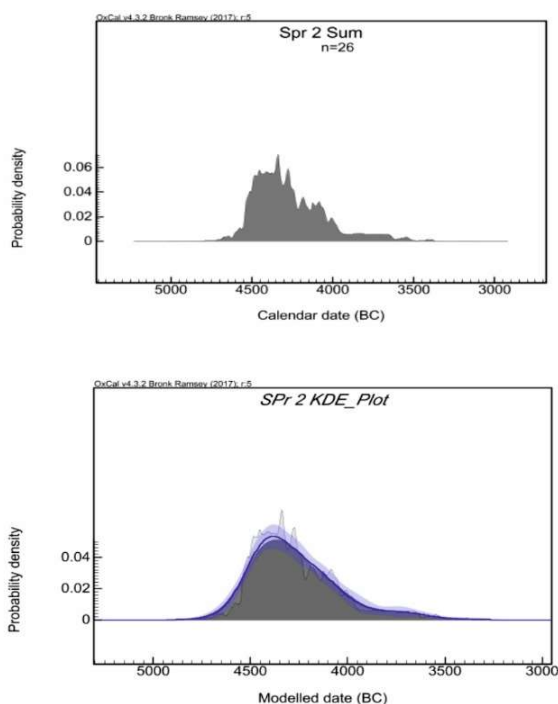 OxCal v4.3.2 Bronk Ramsey (2017); r:5
Spr 2 Sum
n=26
Probability density
0.06
0.04
0.02
0
5000 4500 4000 3500 3000
Calendar date (BC)
OxCal v4.3.2 Bronk Ramsey (2017); r:5
SPr 2 KDE_Plot
Probability density
0.04
0.02
0
5000 4500 4000 3500 3000
Modelled date (BC)